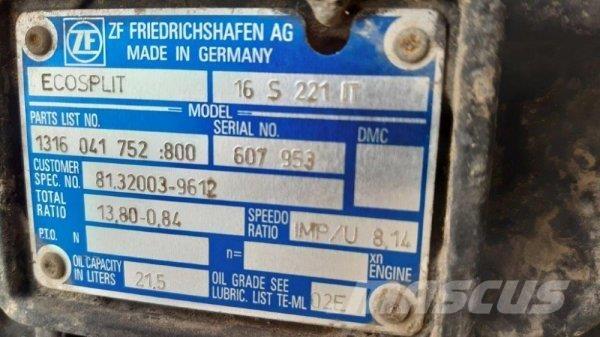 ZF FRIEDRICHSHAFEN AG
MADE IN GERMANY
ECOSPLIT 16 S 221 IT
MODEL
PARTS LIST NO. SERIAL NO. DMC
1316 041 752 :800 607 953
CUSTOMER SPEC. NO. 81.32003-9612
TOTAL RATIO 13,80-0,84 SPEEDO RATIO IMP/U 8,14
P.T.O. N n= xn ENGINE
OIL CAPACITY IN LITERS 21.5 OIL GRADE SEE LUBRIC. LIST TE-ML 02E